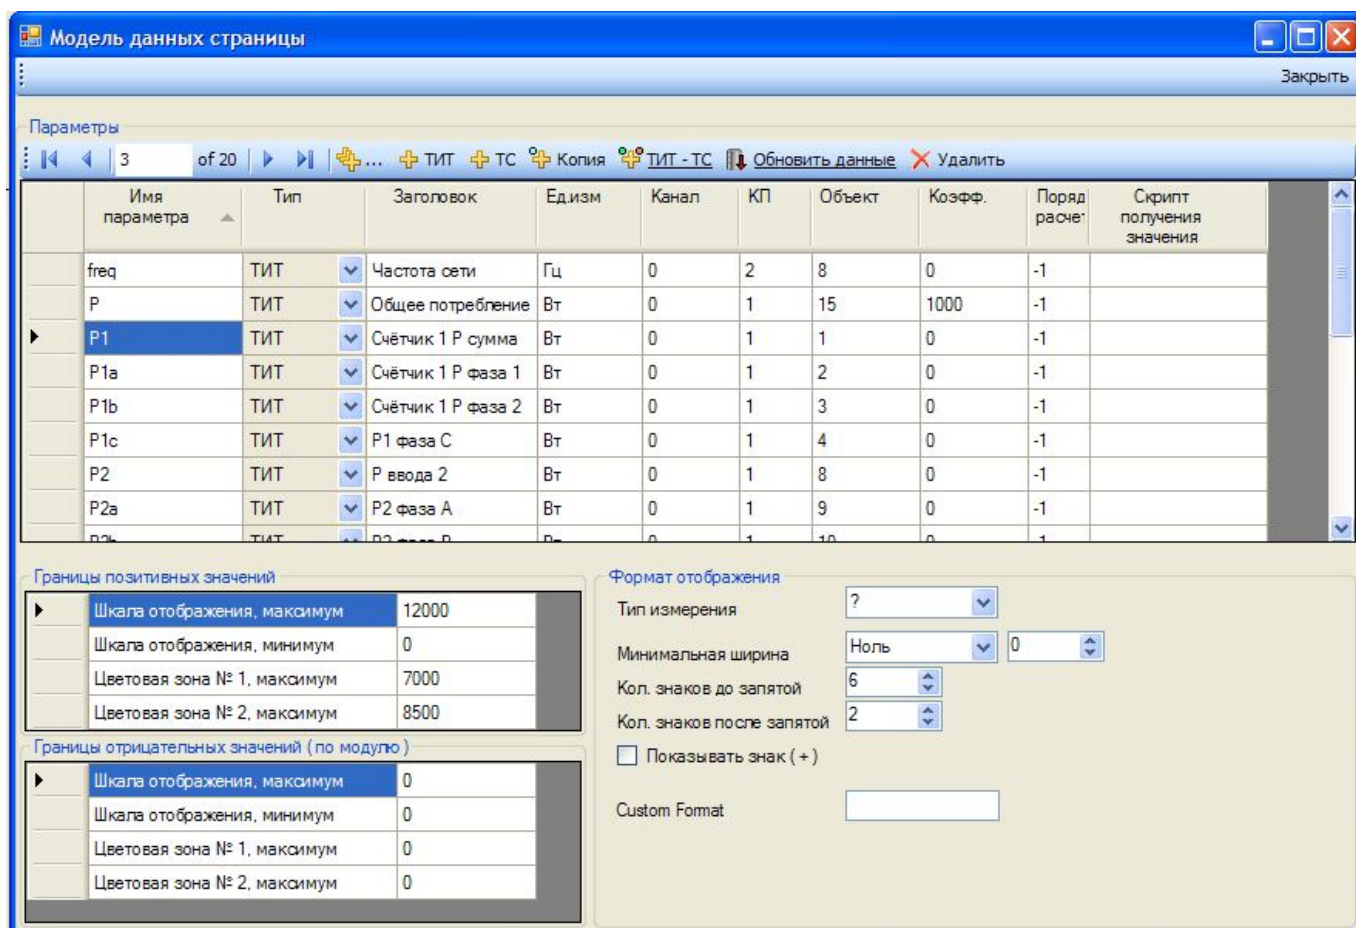 Модель данных страницы
Закрыть
Параметры
3 of 20 ... ТИТ ТС Копия ТИТ - ТС Обновить данные Удалить
Имя параметра Тип Заголовок Ед.изм Канал КП Объект Коэфф. Поряд расчет Скрипт получения значения
freq ТИТ Частота сети Гц 0 2 8 0 -1
P ТИТ Общее потребление Вт 0 1 15 1000 -1
P1 ТИТ Счётчик 1 P сумма Вт 0 1 1 0 -1
P1a ТИТ Счётчик 1 P фаза 1 Вт 0 1 2 0 -1
P1b ТИТ Счётчик 1 P фаза 2 Вт 0 1 3 0 -1
P1c ТИТ P1 фаза C Вт 0 1 4 0 -1
P2 ТИТ P ввода 2 Вт 0 1 8 0 -1
P2a ТИТ P2 фаза A Вт 0 1 9 0 -1
Границы позитивных значений
Шкала отображения, максимум 12000
Шкала отображения, минимум 0
Цветовая зона № 1, максимум 7000
Цветовая зона № 2, максимум 8500
Границы отрицательных значений ( по модулю )
Шкала отображения, максимум 0
Шкала отображения, минимум 0
Цветовая зона № 1, максимум 0
Цветовая зона № 2, максимум 0
Формат отображения
Тип измерения ?
Минимальная ширина Ноль 0
Кол. знаков до запятой 6
Кол. знаков после запятой 2
Показывать знак ( + )
Custom Format